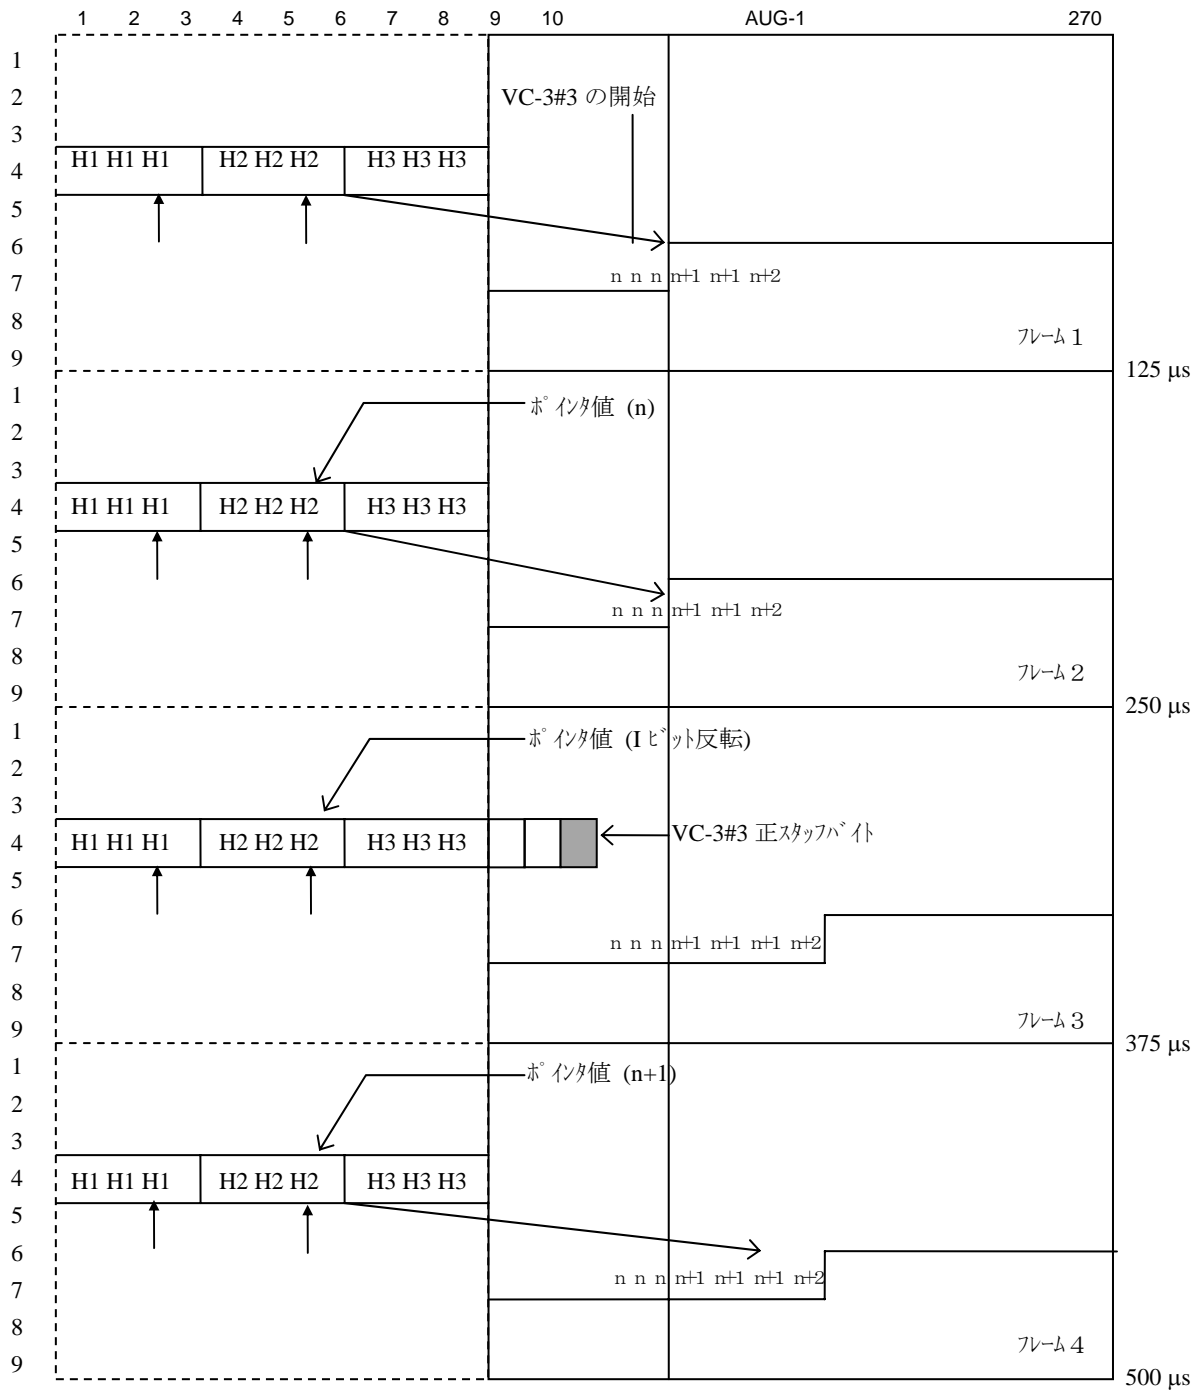 1 2 3 4 5 6 7 8 9 10 AUG-1 270
1
2 VC-3#3 の開始
3
4 H1 H1 H1 H2 H2 H2 H3 H3 H3
5
6
7 n n n n+1 n+1 n+2
8
フレーム 1
9 125 μs
1 ポインタ値 (n)
2
3
4 H1 H1 H1 H2 H2 H2 H3 H3 H3
5
6
7 n n n n+1 n+1 n+2
8
フレーム 2
9 250 μs
1 ポインタ値 (I ビット反転)
2
3
4 H1 H1 H1 H2 H2 H2 H3 H3 H3 VC-3#3 正スタッフバイト
5
6
7 n n n n+1 n+1 n+1 n+2
8
9 フレーム 3
375 μs
1 ポインタ値 (n+1)
2
3
4 H1 H1 H1 H2 H2 H2 H3 H3 H3
5
6
7 n n n n+1 n+1 n+1 n+2
8
フレーム 4
9
500 μs